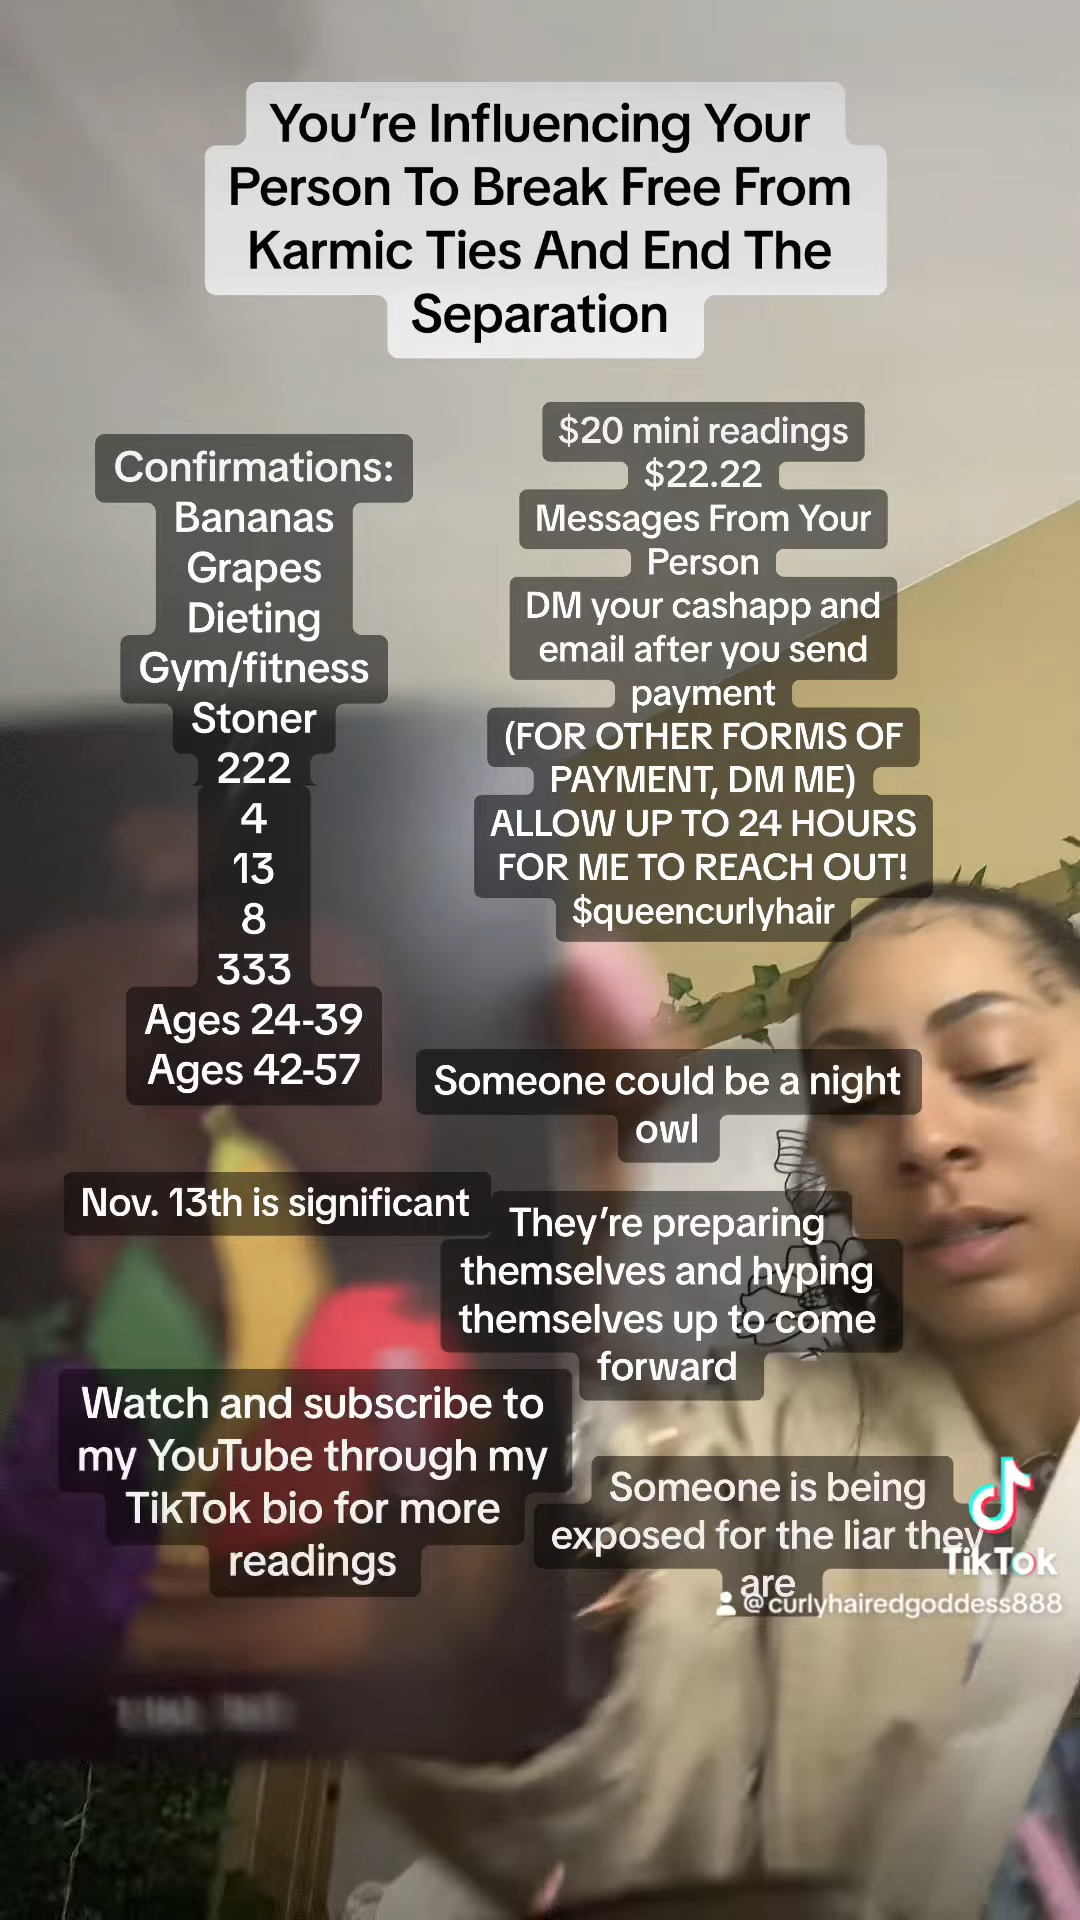 You're Influencing Your
Person To Break Free From
Karmic Ties And End The
Separation
Confirmations:
Bananas
Grapes
Dieting
Gym/fitness
Stoner
222
4
13
8
333
Ages 24-39
Ages 42-57
$20 mini readings
$22.22
Messages From Your
Person
DM your cashapp and
email after you send
payment
(FOR OTHER FORMS OF
PAYMENT, DM ME)
ALLOW UP TO 24 HOURS
FOR ME TO REACH OUT!
$queencurlyhair
Someone could be a night
owl
Nov. 13th is significant
They're preparing
themselves and hyping
themselves up to come
forward
Watch and subscribe to
my YouTube through my
TikTok bio for more
readings
Someone is being
exposed for the liar they
are
TikTok
@curlyhairedgoddess888